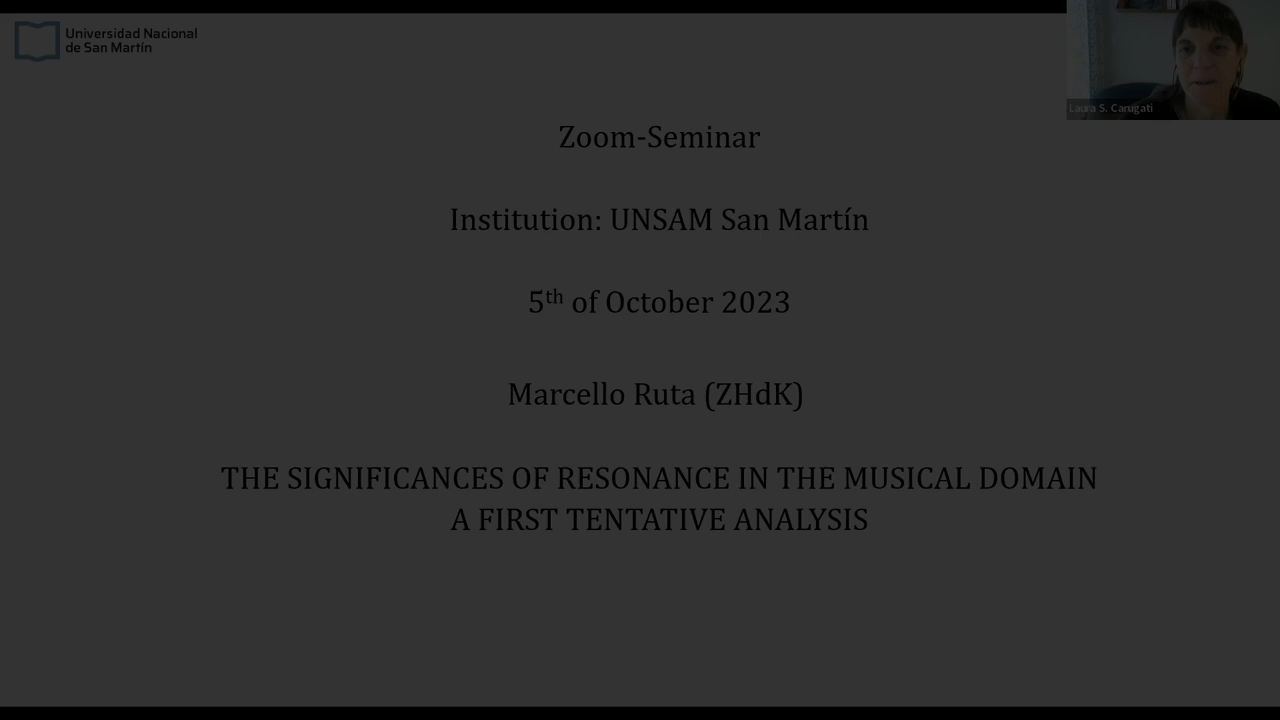 Universidad Nacional
de San Martín
Laura S. Carugati
Zoom-Seminar
Institution: UNSAM San Martín
5th of October 2023
Marcello Ruta (ZHdK)
THE SIGNIFICANCES OF RESONANCE IN THE MUSICAL DOMAIN
A FIRST TENTATIVE ANALYSIS